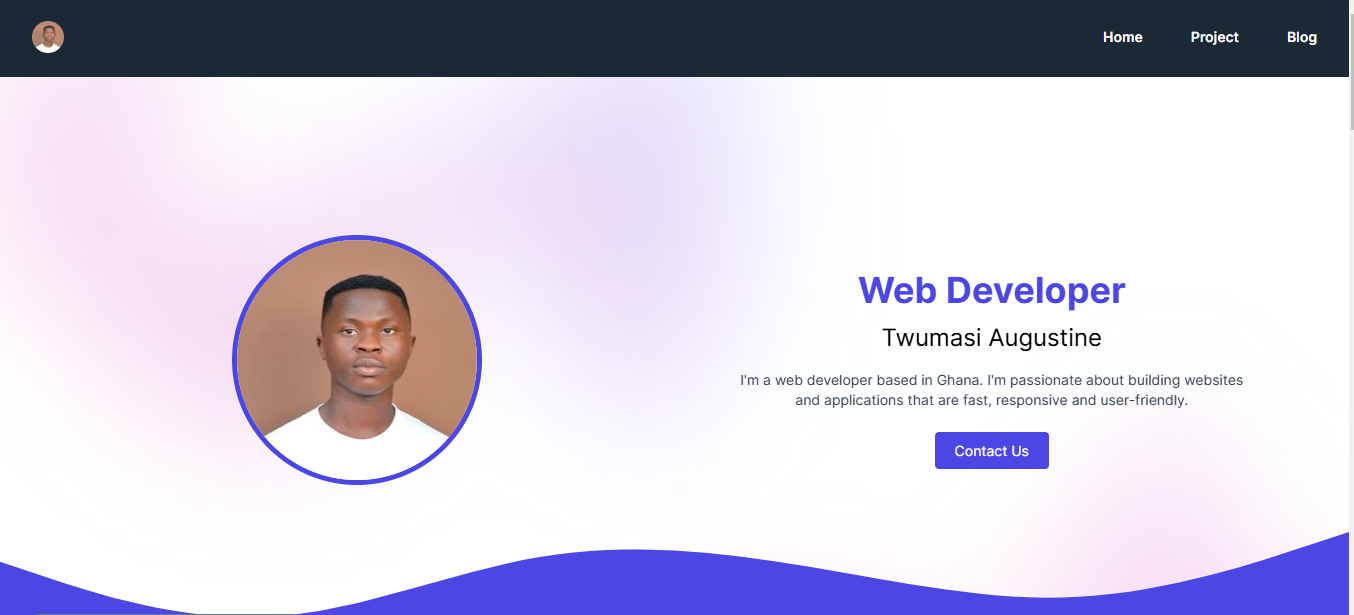 Home
Project
Blog
Web Developer
Twumasi Augustine
I'm a web developer based in Ghana. I'm passionate about building websites
and applications that are fast, responsive and user-friendly.
Contact Us